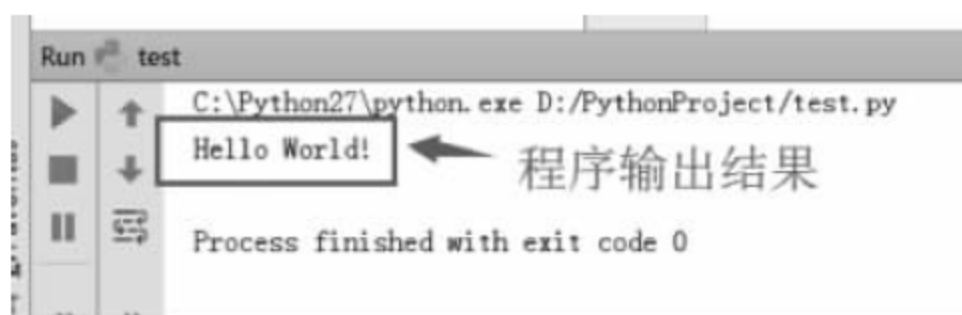 Run test
C:\Python27\python.exe D:/PythonProject/test.py
Hello World!
程序输出结果
Process finished with exit code 0